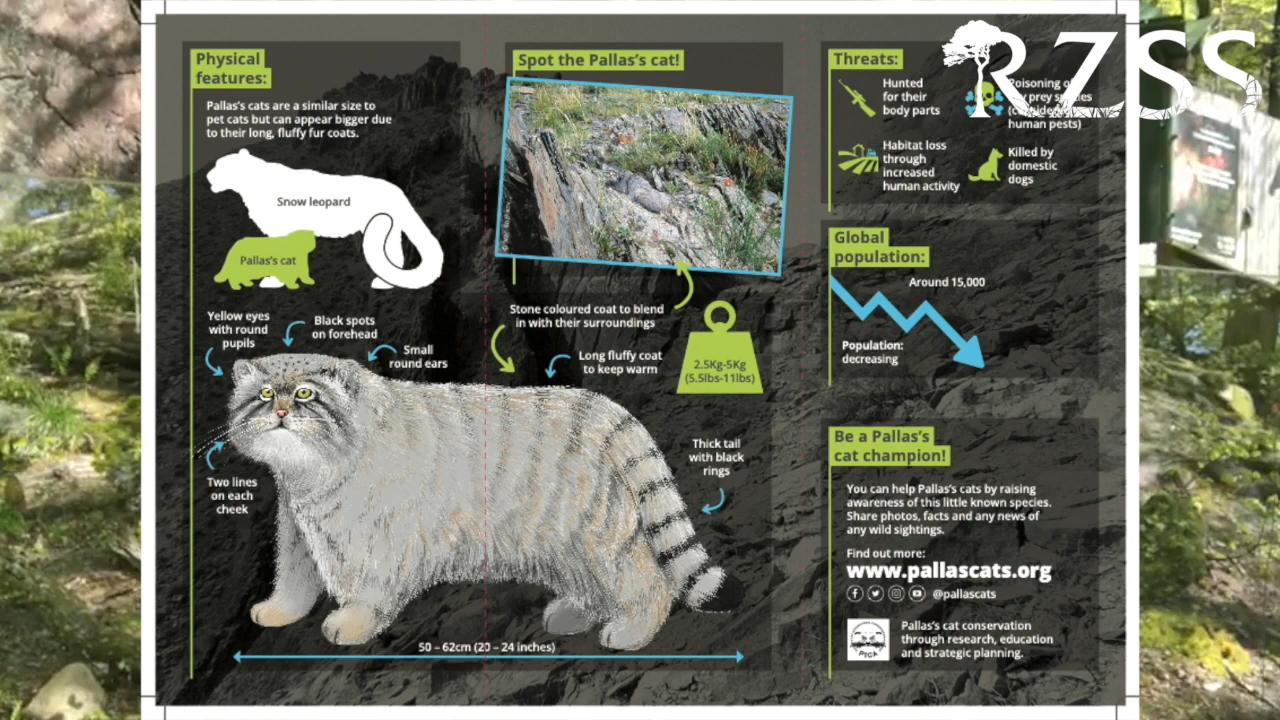 RZSS
Physical
features:
Pallas's cats are a similar size to
pet cats but can appear bigger due
to their long, fluffy fur coats.
Snow leopard
Pallas's cat
Yellow eyes
with round
pupils
Black spots
on forehead
Small
round ears
Two lines
on each
cheek
50 – 62cm (20 – 24 inches)
Spot the Pallas's cat!
Stone coloured coat to blend
in with their surroundings
Long fluffy coat
to keep warm
2.5Kg-5Kg
(5.5lbs-11lbs)
Thick tail
with black
rings
Threats:
Hunted
for their
body parts
Poisoning of
prey
human pests)
Habitat loss
through
increased
human activity
Killed by
domestic
dogs
Global
population:
Around 15,000
Population:
decreasing
Be a Pallas's
cat champion!
You can help Pallas's cats by raising
awareness of this little known species.
Share photos, facts and any news of
any wild sightings.
Find out more:
www.pallascats.org
@pallascats
PICA
Pallas's cat conservation
through research, education
and strategic planning.